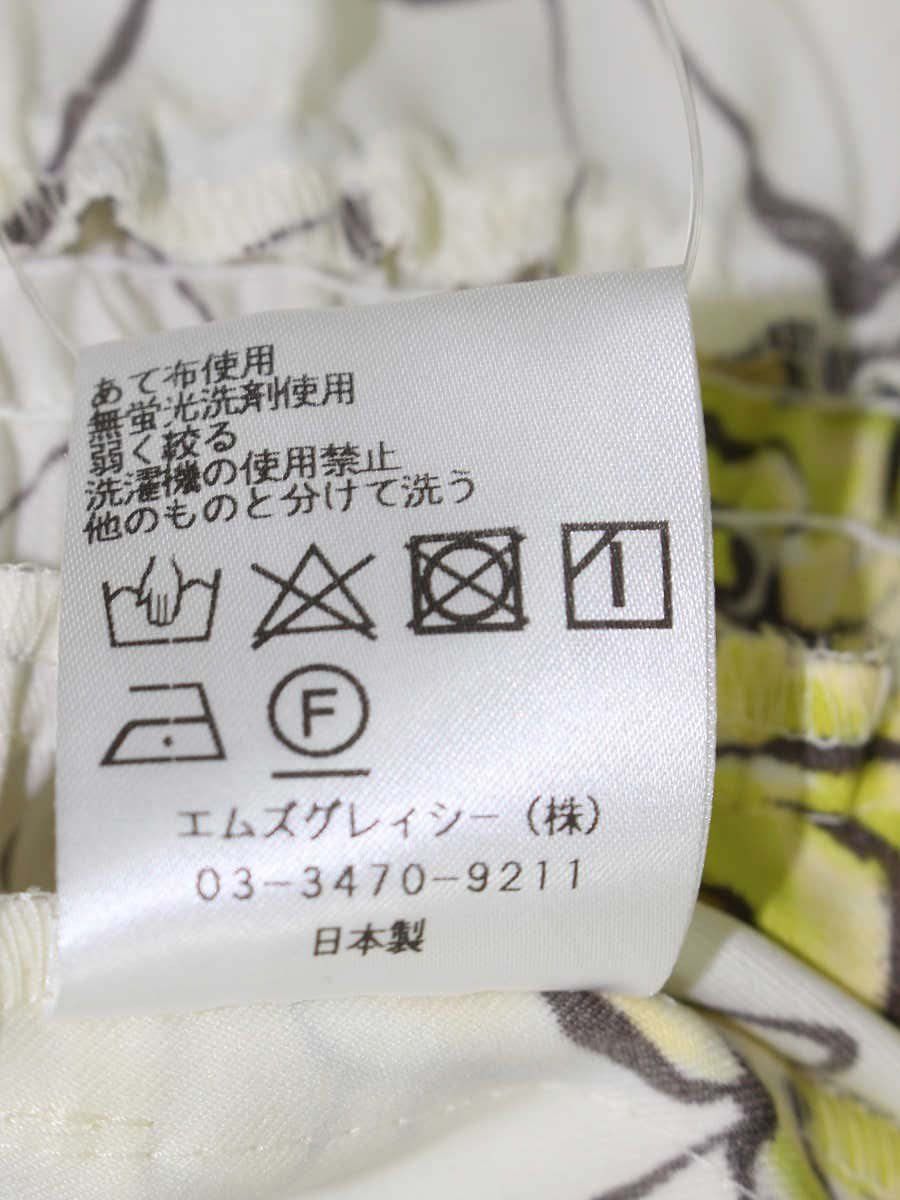 あて布使用
無蛍光洗剤使用
弱く絞る
洗濯機の使用禁止
他のものと分けて洗う
F
エムズグレィシー(株)
03-3470-9211
日本製